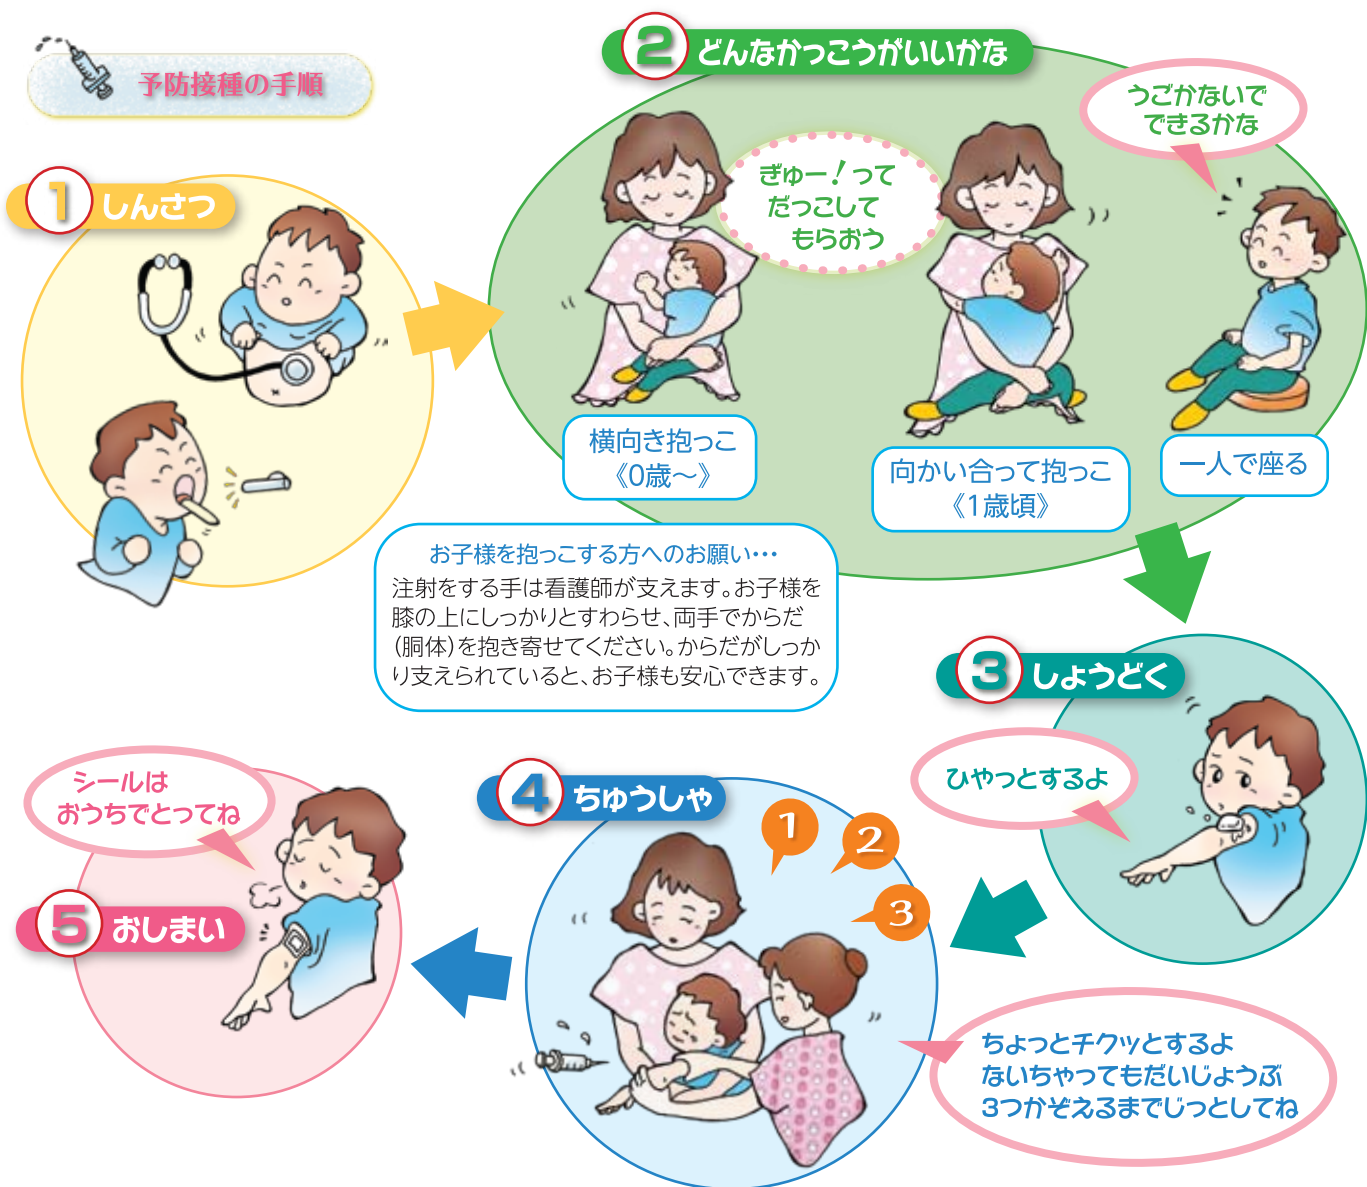 予防接種の手順
1 しんさつ
2 どんなかっこうがいいかな
ぎゅー!って
だっこして
もらおう
うごかないで
できるかな
横向き抱っこ
《0歳〜》
向かい合って抱っこ
《1歳頃》
一人で座る
お子様を抱っこする方へのお願い…
注射をする手は看護師が支えます。お子様を
膝の上にしっかりとすわらせ、両手でからだ
(胴体)を抱き寄せてください。からだがしっか
り支えられていると、お子様も安心できます。
3 しょうどく
ひやっとするよ
4 ちゅうしゃ
1
2
3
ちょっとチクッとするよ
ないちゃってもだいじょうぶ
3つかぞえるまでじっとしてね
5 おしまい
シールは
おうちでとってね